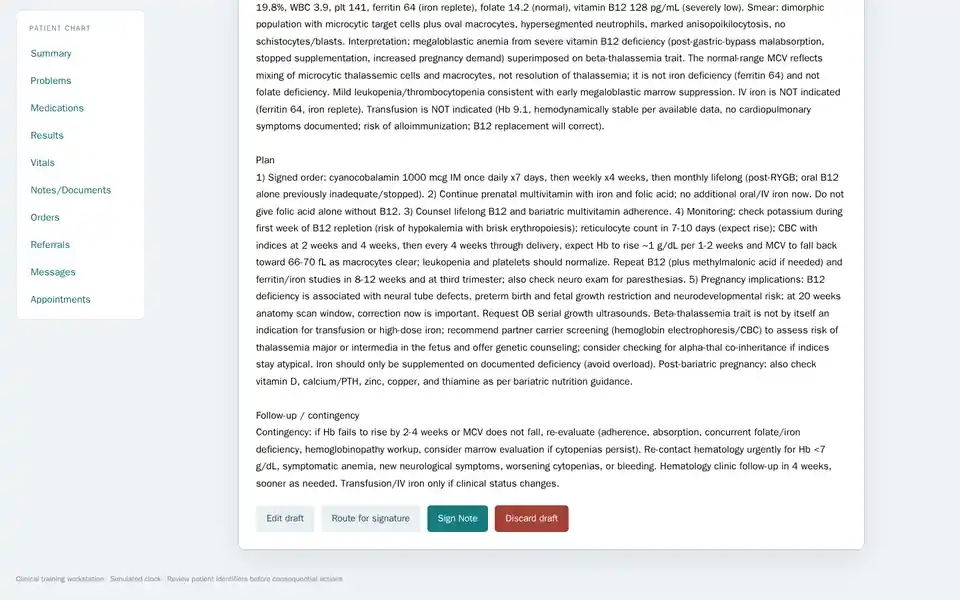 PATIENT CHART
Summary
Problems
Medications
Results
Vitals
Notes/Documents
Orders
Referrals
Messages
Appointments
19.8%, WBC 3.9, plt 141, ferritin 64 (iron replete), folate 14.2 (normal), vitamin B12 128 pg/mL (severely low). Smear: dimorphic
population with microcytic target cells plus oval macrocytes, hypersegmented neutrophils, marked anisopoikilocytosis, no
schistocytes/blasts. Interpretation: megaloblastic anemia from severe vitamin B12 deficiency (post-gastric-bypass malabsorption,
stopped supplementation, increased pregnancy demand) superimposed on beta-thalassemia trait. The normal-range MCV reflects
mixing of microcytic thalassemic cells and macrocytes, not resolution of thalassemia; it is not iron deficiency (ferritin 64) and not
folate deficiency. Mild leukopenia/thrombocytopenia consistent with early megaloblastic marrow suppression. IV iron is NOT indicated
(ferritin 64, iron replete). Transfusion is NOT indicated (Hb 9.1, hemodynamically stable per available data, no cardiopulmonary
symptoms documented; risk of alloimmunization; B12 replacement will correct).
Plan
1) Signed order: cyanocobalamin 1000 mcg IM once daily x7 days, then weekly x4 weeks, then monthly lifelong (post-RYGB; oral B12
alone previously inadequate/stopped). 2) Continue prenatal multivitamin with iron and folic acid; no additional oral/IV iron now. Do not
give folic acid alone without B12. 3) Counsel lifelong B12 and bariatric multivitamin adherence. 4) Monitoring: check potassium during
first week of B12 repletion (risk of hypokalemia with brisk erythropoiesis); reticulocyte count in 7-10 days (expect rise); CBC with
indices at 2 weeks and 4 weeks, then every 4 weeks through delivery, expect Hb to rise ~1 g/dL per 1-2 weeks and MCV to fall back
toward 66-70 fL as macrocytes clear; leukopenia and platelets should normalize. Repeat B12 (plus methylmalonic acid if needed) and
ferritin/iron studies in 8-12 weeks and at third trimester; also check neuro exam for paresthesias. 5) Pregnancy implications: B12
deficiency is associated with neural tube defects, preterm birth and fetal growth restriction and neurodevelopmental risk; at 20 weeks
anatomy scan window, correction now is important. Request OB serial growth ultrasounds. Beta-thalassemia trait is not by itself an
indication for transfusion or high-dose iron; recommend partner carrier screening (hemoglobin electrophoresis/CBC) to assess risk of
thalassemia major or intermedia in the fetus and offer genetic counseling; consider checking for alpha-thal co-inheritance if indices
stay atypical. Iron should only be supplemented on documented deficiency (avoid overload). Post-bariatric pregnancy: also check
vitamin D, calcium/PTH, zinc, copper, and thiamine as per bariatric nutrition guidance.
Follow-up / contingency
Contingency: if Hb fails to rise by 2-4 weeks or MCV does not fall, re-evaluate (adherence, absorption, concurrent folate/iron
deficiency, hemoglobinopathy workup, consider marrow evaluation if cytopenias persist). Re-contact hematology urgently for Hb <7
g/dL, symptomatic anemia, new neurological symptoms, worsening cytopenias, or bleeding. Hematology clinic follow-up in 4 weeks,
sooner as needed. Transfusion/IV iron only if clinical status changes.
Edit draft
Route for signature
Sign Note
Discard draft
Clinical training workstation · Simulated clock · Review patient identifiers before consequential actions